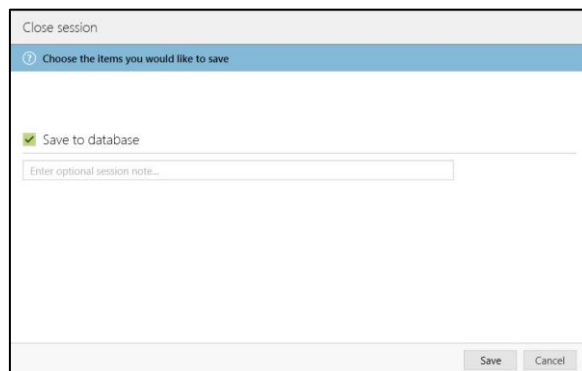 Close session
Choose the items you would like to save
Save to database
Enter optional session note...
Save Cancel